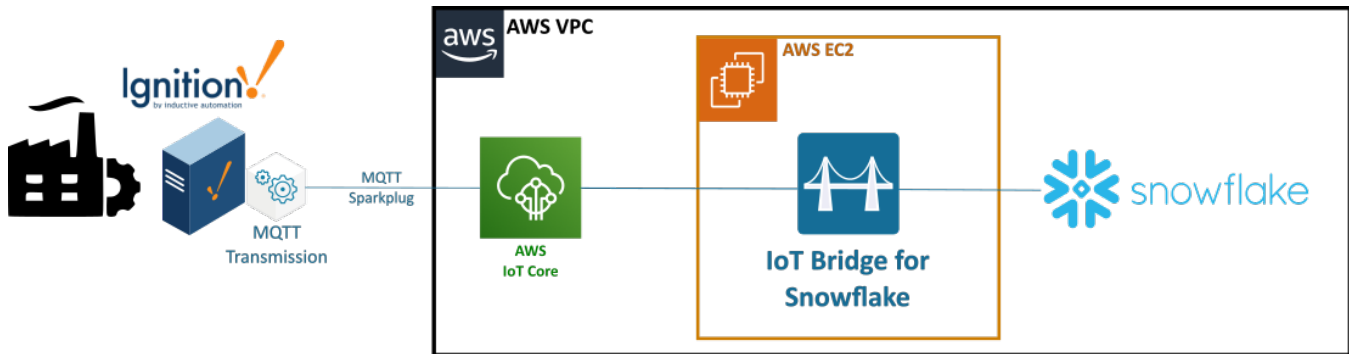 Ignition!
by inductive automation
MQTT
Transmission
MQTT
Sparkplug
aws
AWS VPC
AWS
IoT Core
AWS EC2
IoT Bridge for
Snowflake
snowflake